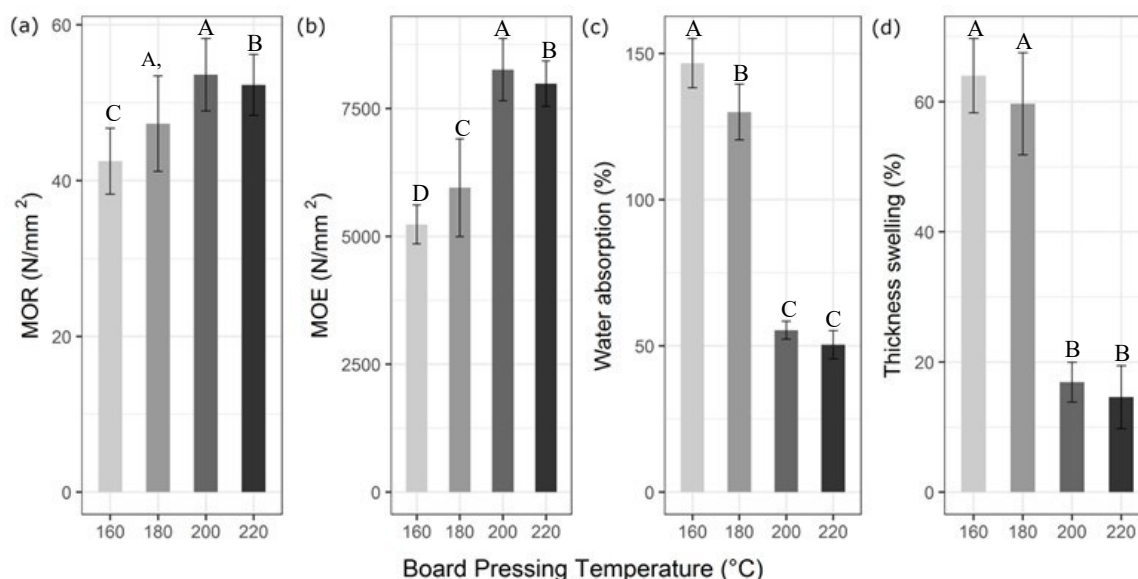 (a)
MOR (N/mm ²)
60
40
20
0
C
A,
A
B
160 180 200 220
(b)
MOE (N/mm ²)
7500
5000
2500
0
D
C
A
B
160 180 200 220
(c)
Water absorption (%)
150
100
50
0
A
B
C
C
160 180 200 220
(d)
Thickness swelling (%)
60
40
20
0
A
A
B
B
160 180 200 220
Board Pressing Temperature (°C)